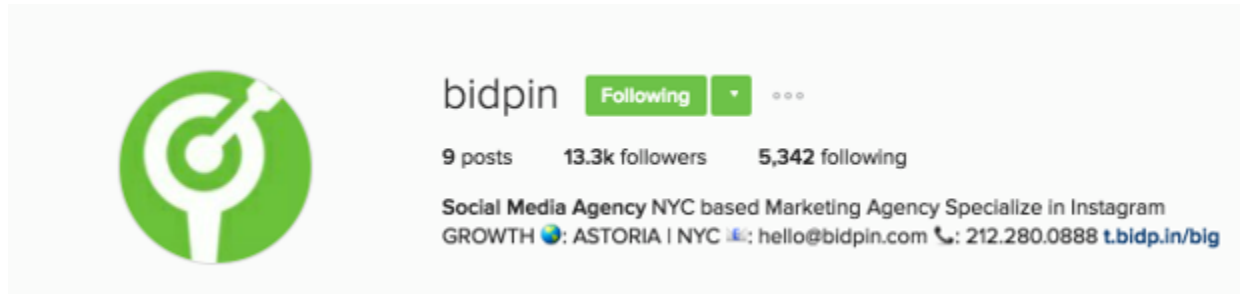 bidpin Following
9 posts 13.3k followers 5,342 following
Social Media Agency NYC based Marketing Agency Specialize in Instagram
GROWTH 🌏: ASTORIA | NYC 📧: hello@bidpin.com 📞: 212.280.0888 t.bidp.in/big